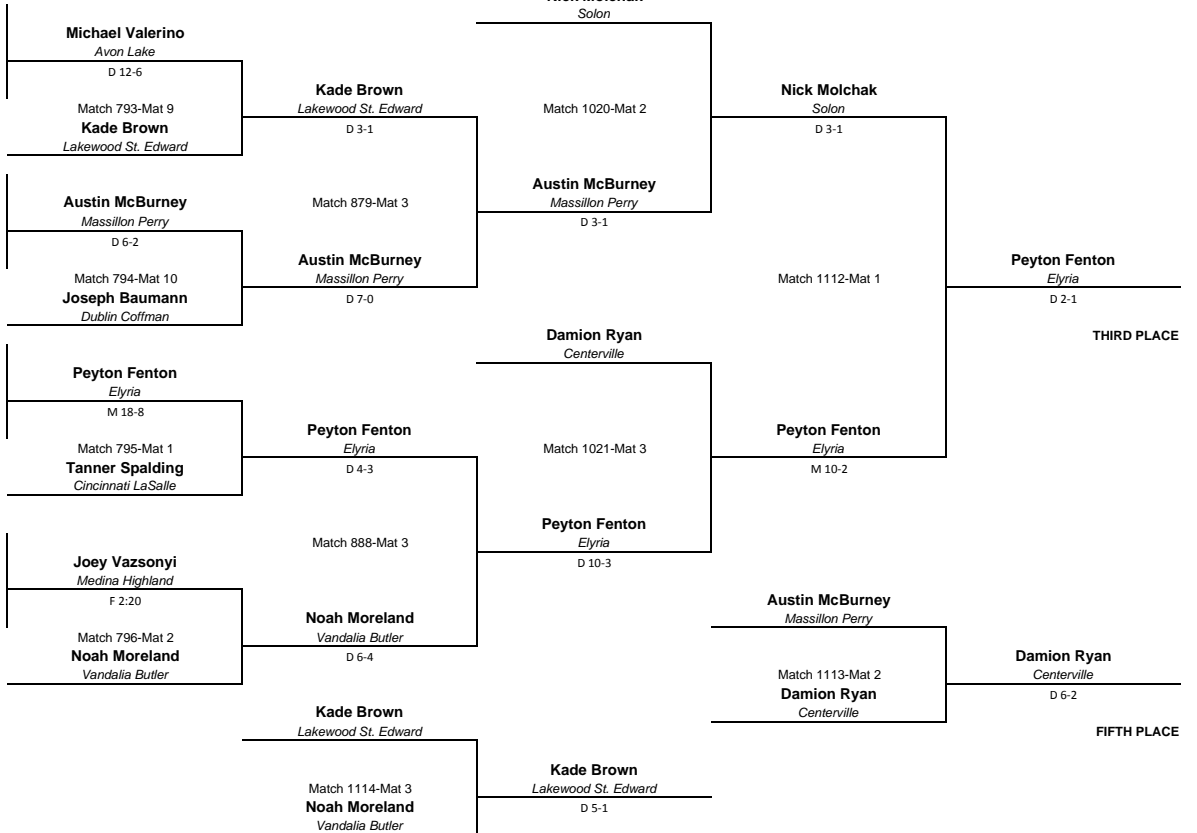 Nick Molchak
Solon
Michael Valerino
Avon Lake
D 12-6
Match 793-Mat 9
Kade Brown
Lakewood St. Edward
Kade Brown
Lakewood St. Edward
D 3-1
Match 1020-Mat 2
Nick Molchak
Solon
D 3-1
Austin McBurney
Massillon Perry
D 6-2
Match 794-Mat 10
Joseph Baumann
Dublin Coffman
Match 879-Mat 3
Austin McBurney
Massillon Perry
D 7-0
Austin McBurney
Massillon Perry
D 3-1
Match 1112-Mat 1
Peyton Fenton
Elyria
D 2-1
THIRD PLACE
Damion Ryan
Centerville
Peyton Fenton
Elyria
M 18-8
Match 795-Mat 1
Tanner Spalding
Cincinnati LaSalle
Peyton Fenton
Elyria
D 4-3
Match 1021-Mat 3
Peyton Fenton
Elyria
M 10-2
Match 888-Mat 3
Peyton Fenton
Elyria
D 10-3
Joey Vazsonyi
Medina Highland
F 2:20
Match 796-Mat 2
Noah Moreland
Vandalia Butler
Noah Moreland
Vandalia Butler
D 6-4
Austin McBurney
Massillon Perry
Match 1113-Mat 2
Damion Ryan
Centerville
Damion Ryan
Centerville
D 6-2
FIFTH PLACE
Kade Brown
Lakewood St. Edward
Match 1114-Mat 3
Noah Moreland
Vandalia Butler
Kade Brown
Lakewood St. Edward
D 5-1